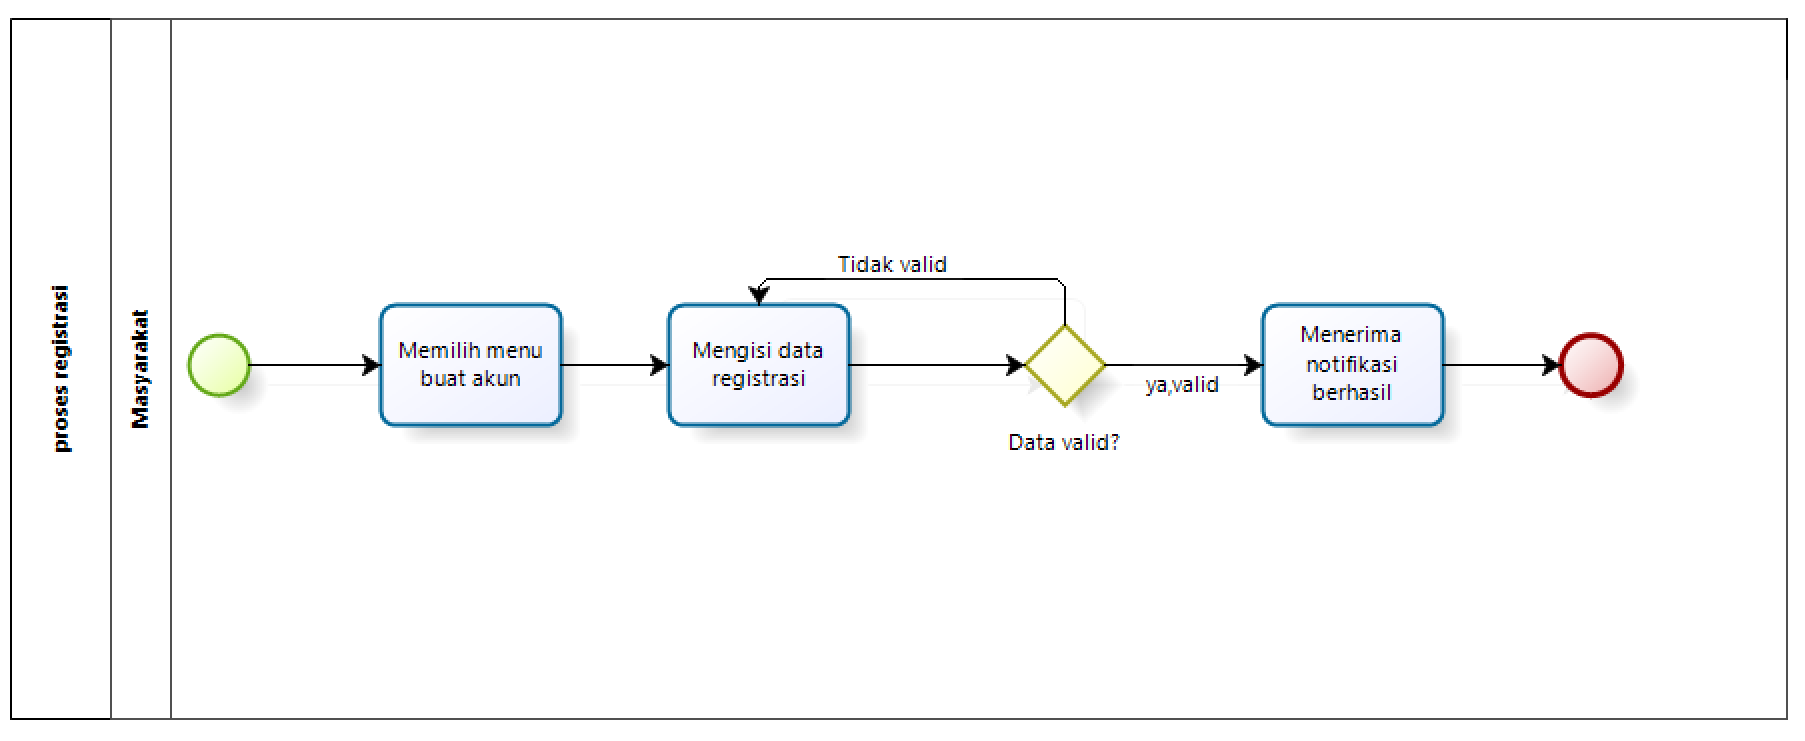 proses registrasi
Masyarakat
Memilih menu
buat akun
Mengisi data
registrasi
Tidak valid
Data valid?
ya,valid
Menerima
notifikasi
berhasil